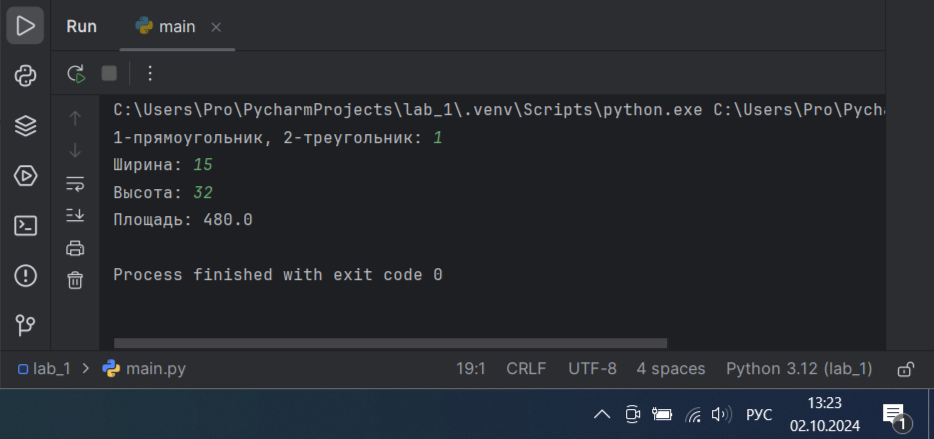 Run main
C:\Users\Pro\PycharmProjects\lab_1\.venv\Scripts\python.exe C:\Users\Pro\Pycha
1-прямоугольник, 2-треугольник: 1
Ширина: 15
Высота: 32
Площадь: 480.0
Process finished with exit code 0
lab_1 > main.py 19:1 CRLF UTF-8 4 spaces Python 3.12 (lab_1)
РУС
13:23
02.10.2024
1